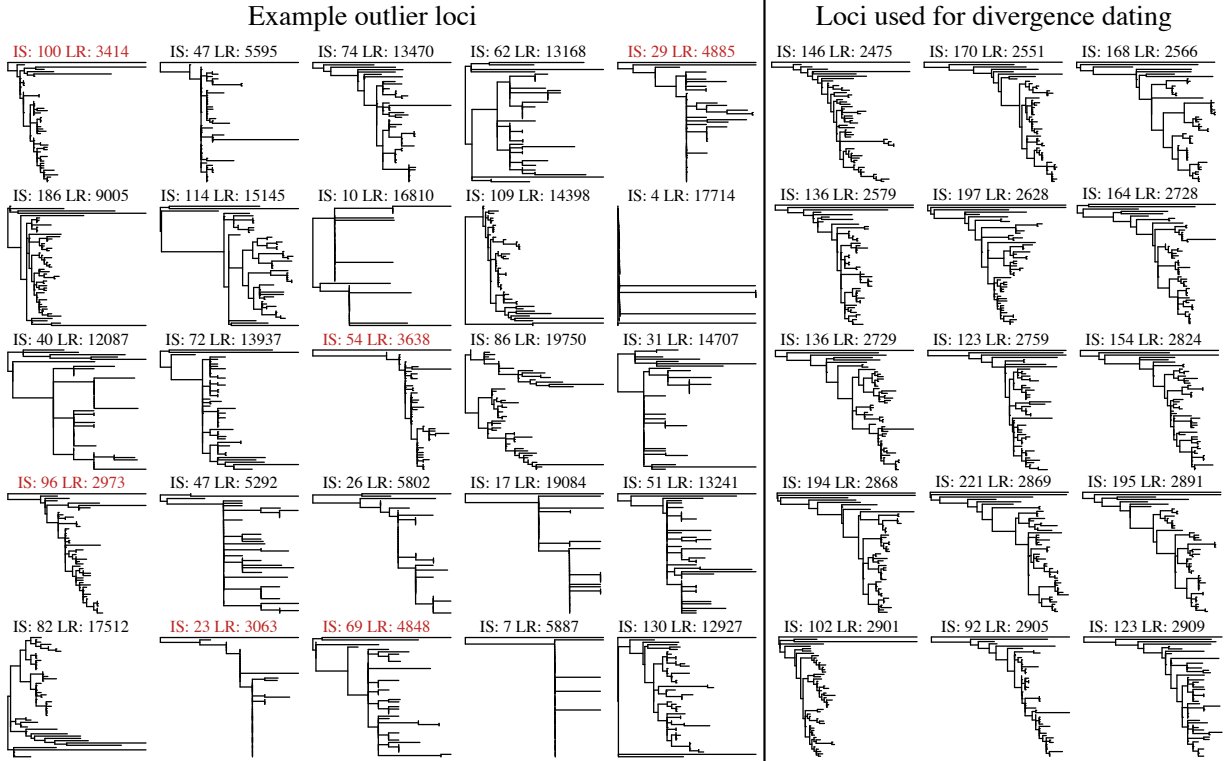 Example outlier loci
Loci used for divergence dating
IS: 100 LR: 3414 IS: 47 LR: 5595 IS: 74 LR: 13470 IS: 62 LR: 13168 IS: 29 LR: 4885 IS: 146 LR: 2475 IS: 170 LR: 2551 IS: 168 LR: 2566
IS: 186 LR: 9005 IS: 114 LR: 15145 IS: 10 LR: 16810 IS: 109 LR: 14398 IS: 4 LR: 17714 IS: 136 LR: 2579 IS: 197 LR: 2628 IS: 164 LR: 2728
IS: 40 LR: 12087 IS: 72 LR: 13937 IS: 54 LR: 3638 IS: 86 LR: 19750 IS: 31 LR: 14707 IS: 136 LR: 2729 IS: 123 LR: 2759 IS: 154 LR: 2824
IS: 96 LR: 2973 IS: 47 LR: 5292 IS: 26 LR: 5802 IS: 17 LR: 19084 IS: 51 LR: 13241 IS: 194 LR: 2868 IS: 221 LR: 2869 IS: 195 LR: 2891
IS: 82 LR: 17512 IS: 23 LR: 3063 IS: 69 LR: 4848 IS: 7 LR: 5887 IS: 130 LR: 12927 IS: 102 LR: 2901 IS: 92 LR: 2905 IS: 123 LR: 2909